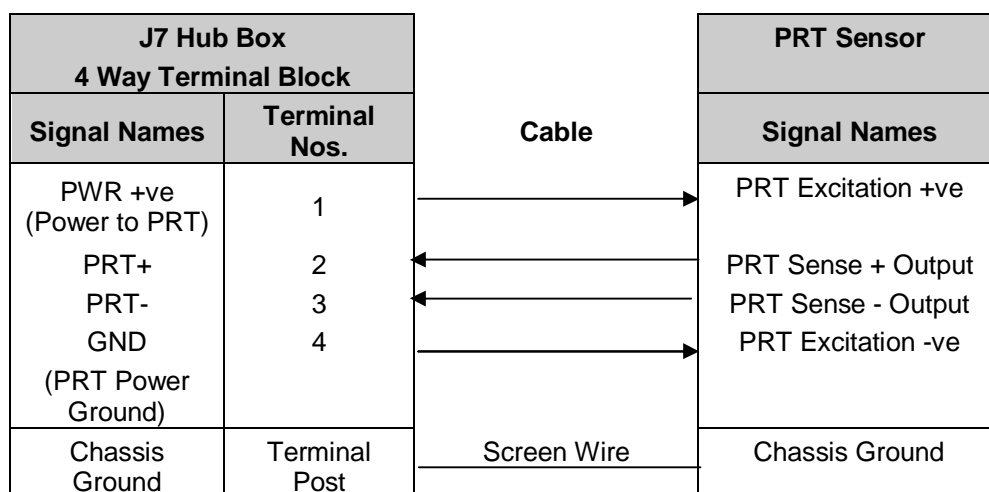 J7 Hub Box
4 Way Terminal Block
PRT Sensor
Signal Names
Terminal
Nos.
Cable
Signal Names
PWR +ve
(Power to PRT)
1
PRT Excitation +ve
PRT+
2
PRT Sense + Output
PRT-
3
PRT Sense - Output
GND
4
PRT Excitation -ve
(PRT Power
Ground)
Chassis
Ground
Terminal
Post
Screen Wire
Chassis Ground